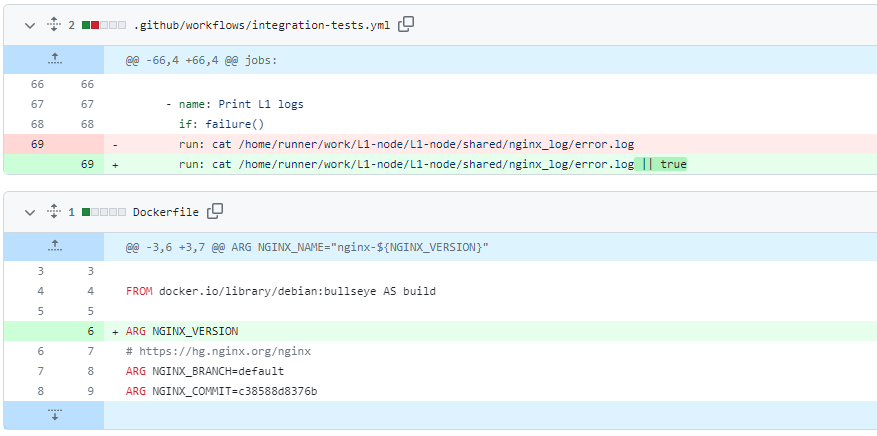 2 .github/workflows/integration-tests.yml
@@ -66,4 +66,4 @@ jobs:
66 66
67 67 - name: Print L1 logs
68 68 if: failure()
69 - run: cat /home/runner/work/L1-node/L1-node/shared/nginx_log/error.log
69 + run: cat /home/runner/work/L1-node/L1-node/shared/nginx_log/error.log || true
1 Dockerfile
@@ -3,6 +3,7 @@ ARG NGINX_NAME="nginx-${NGINX_VERSION}"
3 3
4 4 FROM docker.io/library/debian:bullseye AS build
5 5
6 + ARG NGINX_VERSION
6 7 # https://hg.nginx.org/nginx
7 8 ARG NGINX_BRANCH=default
8 9 ARG NGINX_COMMIT=c38588d8376b